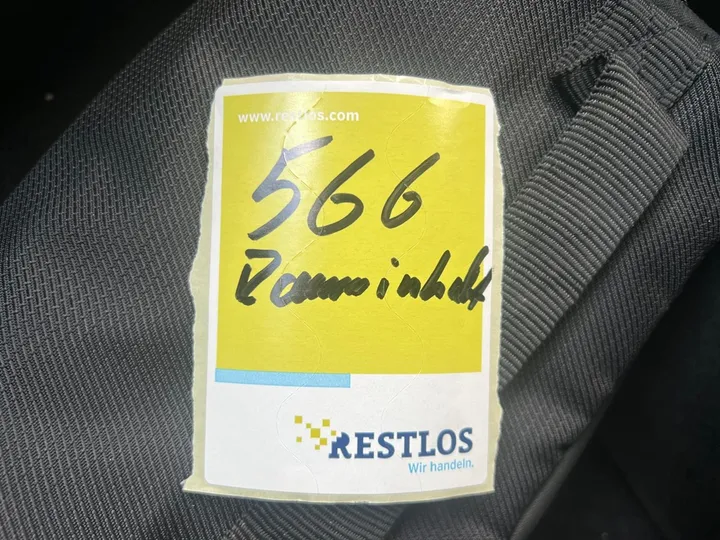 www.restlos.com
566
Rauminhalt
RESTLOS
Wir handeln.